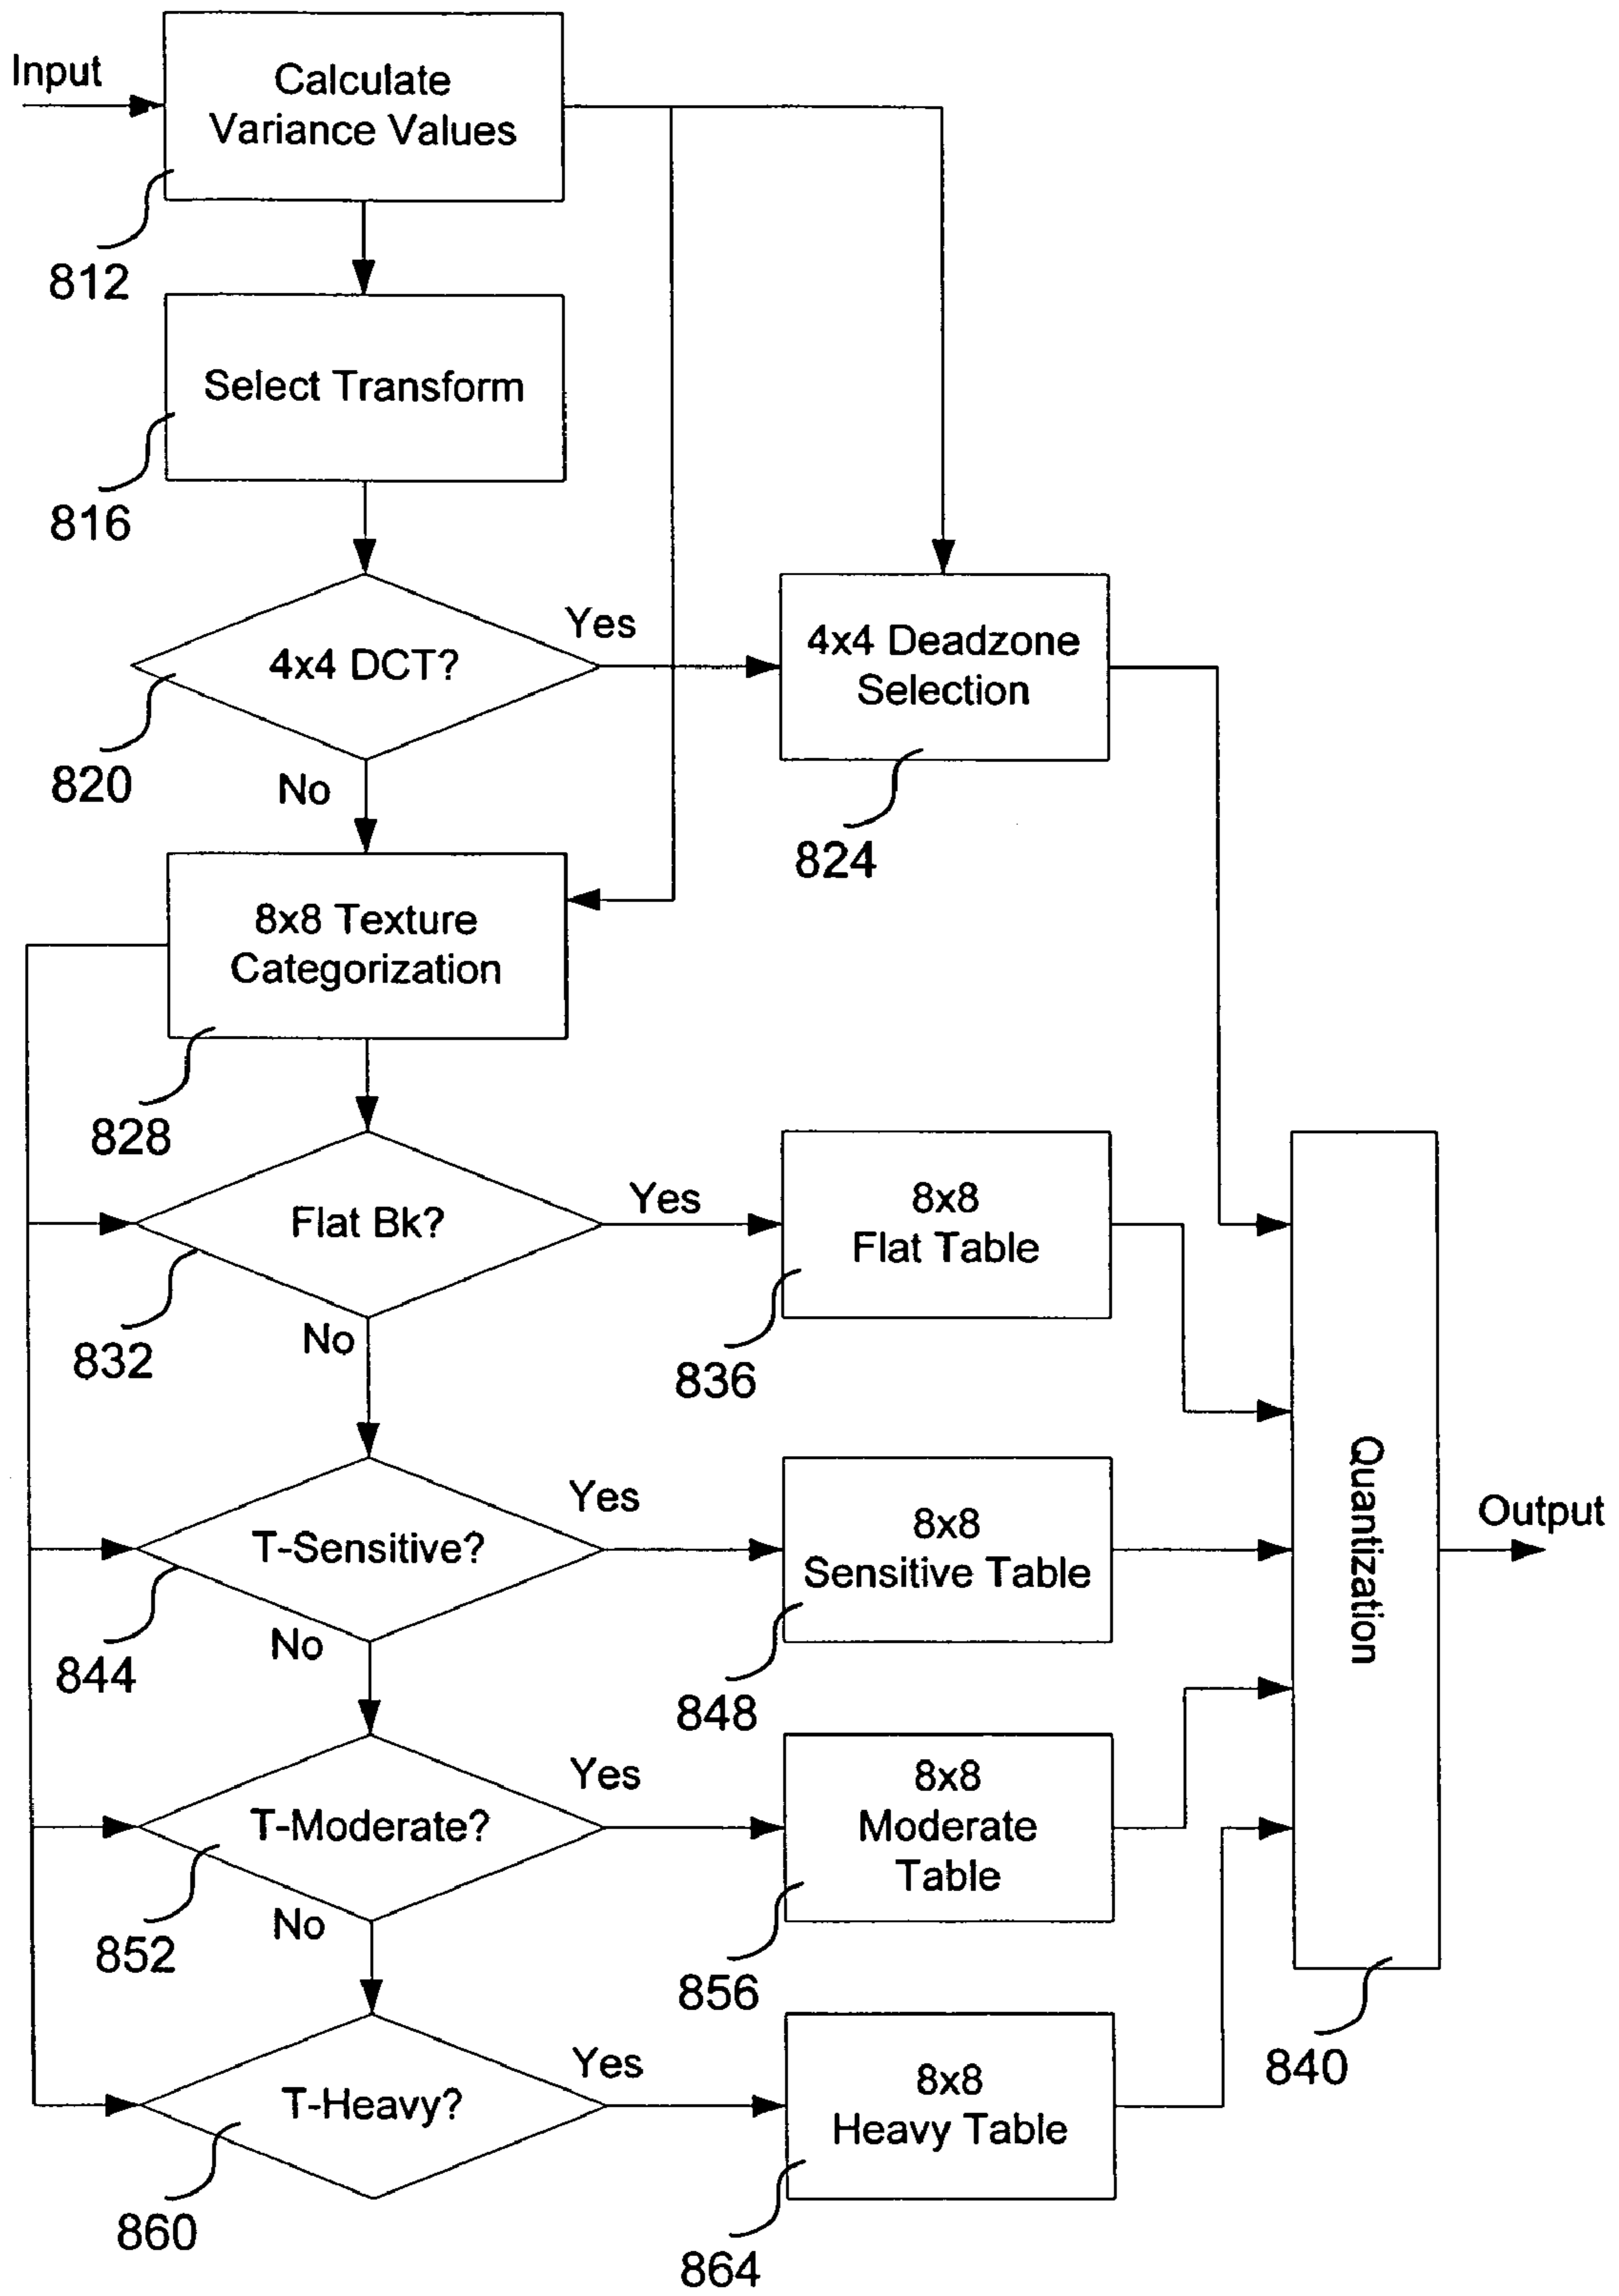 Input
Calculate
Variance Values
812
Select Transform
816
4x4 DCT?
Yes
820
No
4x4 Deadzone
Selection
824
8x8 Texture
Categorization
828
Flat Bk?
Yes
832
No
8x8
Flat Table
836
T-Sensitive?
Yes
844
No
8x8
Sensitive Table
848
Quantization
Output
T-Moderate?
Yes
852
No
8x8
Moderate
Table
856
840
T-Heavy?
Yes
860
8x8
Heavy Table
864